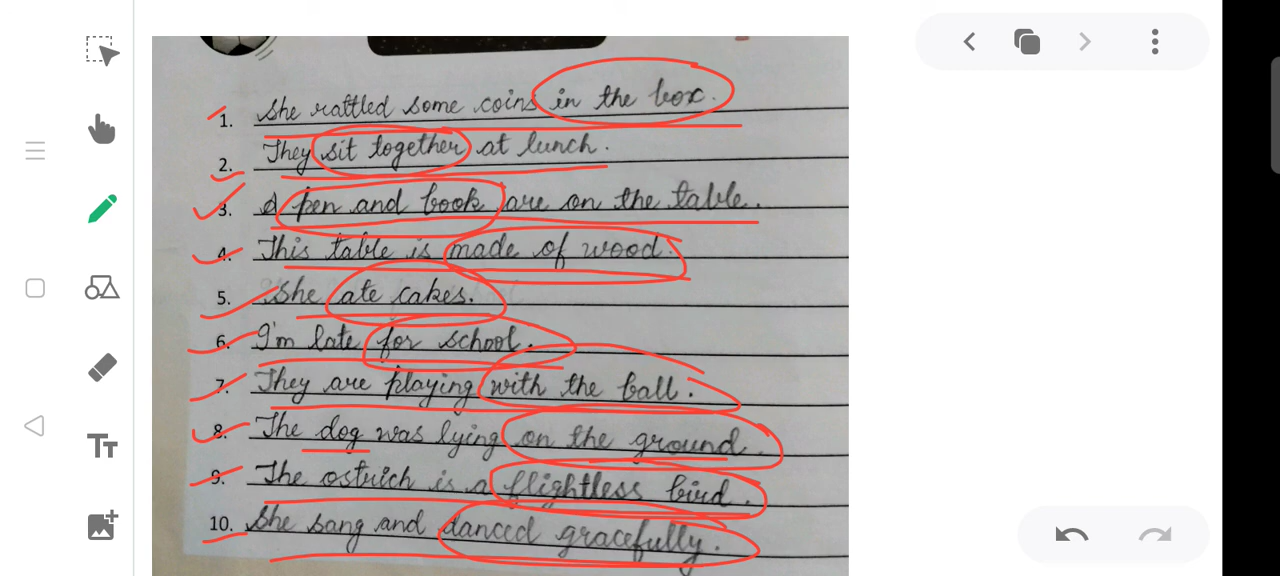 1. She rattled some coins in the box.
2. They sit together at lunch.
3. A pen and book are on the table.
4. This table is made of wood.
5. She ate cakes.
6. I'm late for school.
7. They are playing with the ball.
8. The dog was lying on the ground.
9. The ostrich is a flightless bird.
10. She sang and danced gracefully.
Tt